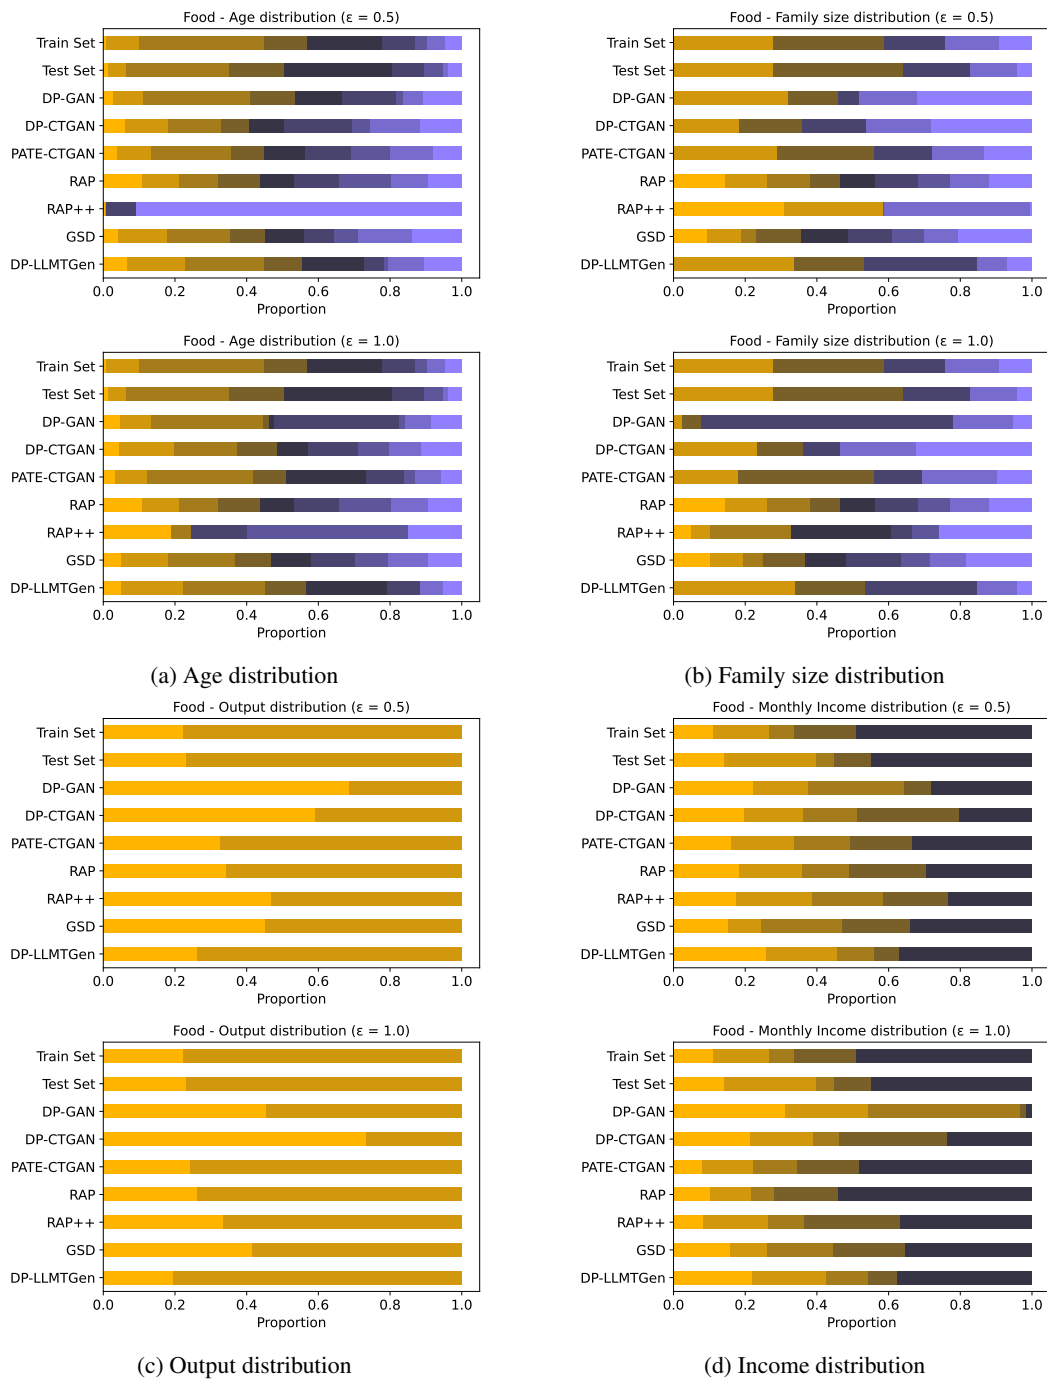 Food - Age distribution (ε = 0.5)
Train Set
Test Set
DP-GAN
DP-CTGAN
PATE-CTGAN
RAP
RAP++
GSD
DP-LLMTGen
0.0 0.2 0.4 0.6 0.8 1.0
Proportion
Food - Age distribution (ε = 1.0)
Train Set
Test Set
DP-GAN
DP-CTGAN
PATE-CTGAN
RAP
RAP++
GSD
DP-LLMTGen
0.0 0.2 0.4 0.6 0.8 1.0
Proportion
(a) Age distribution
Food - Family size distribution (ε = 0.5)
Train Set
Test Set
DP-GAN
DP-CTGAN
PATE-CTGAN
RAP
RAP++
GSD
DP-LLMTGen
0.0 0.2 0.4 0.6 0.8 1.0
Proportion
Food - Family size distribution (ε = 1.0)
Train Set
Test Set
DP-GAN
DP-CTGAN
PATE-CTGAN
RAP
RAP++
GSD
DP-LLMTGen
0.0 0.2 0.4 0.6 0.8 1.0
Proportion
(b) Family size distribution
Food - Output distribution (ε = 0.5)
Train Set
Test Set
DP-GAN
DP-CTGAN
PATE-CTGAN
RAP
RAP++
GSD
DP-LLMTGen
0.0 0.2 0.4 0.6 0.8 1.0
Proportion
Food - Output distribution (ε = 1.0)
Train Set
Test Set
DP-GAN
DP-CTGAN
PATE-CTGAN
RAP
RAP++
GSD
DP-LLMTGen
0.0 0.2 0.4 0.6 0.8 1.0
Proportion
(c) Output distribution
Food - Monthly Income distribution (ε = 0.5)
Train Set
Test Set
DP-GAN
DP-CTGAN
PATE-CTGAN
RAP
RAP++
GSD
DP-LLMTGen
0.0 0.2 0.4 0.6 0.8 1.0
Proportion
Food - Monthly Income distribution (ε = 1.0)
Train Set
Test Set
DP-GAN
DP-CTGAN
PATE-CTGAN
RAP
RAP++
GSD
DP-LLMTGen
0.0 0.2 0.4 0.6 0.8 1.0
Proportion
(d) Income distribution